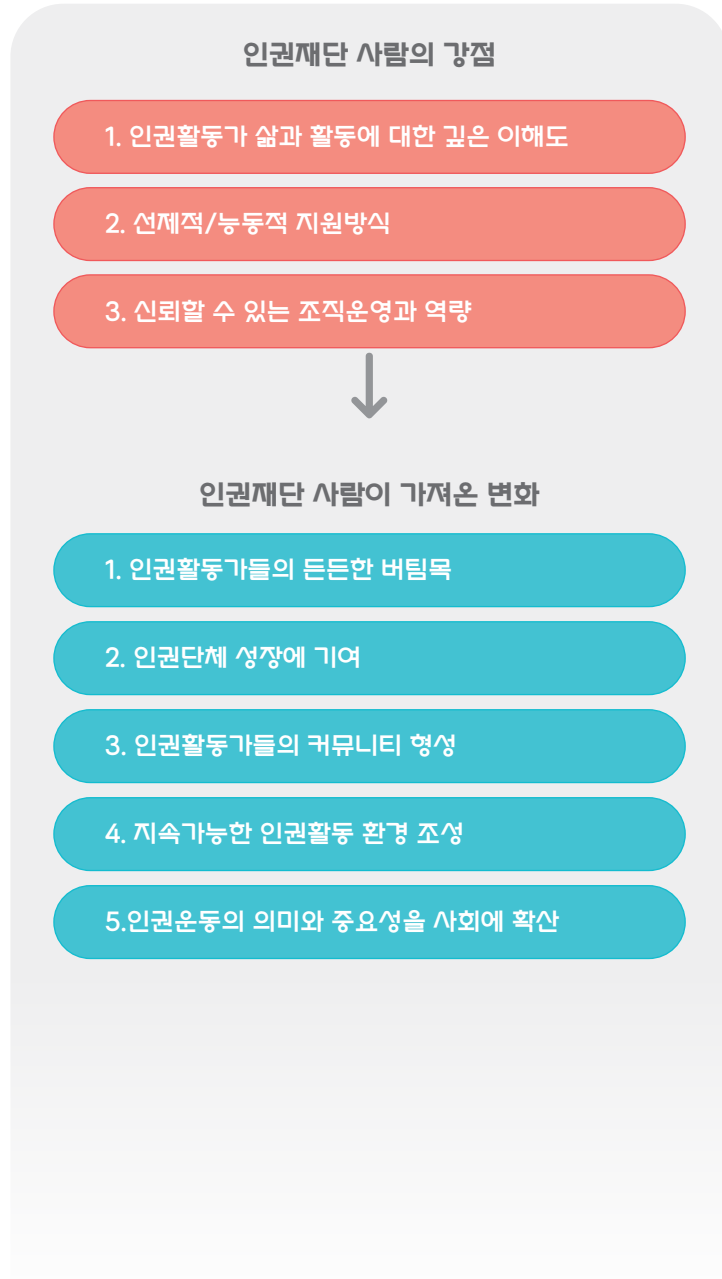 인권재단 사람의 강점
1. 인권활동가 삶과 활동에 대한 깊은 이해도
2. 선제적/능동적 지원방식
3. 신뢰할 수 있는 조직운영과 역량
인권재단 사람이 가져온 변화
1. 인권활동가들의 든든한 버팀목
2. 인권단체 성장에 기여
3. 인권활동가들의 커뮤니티 형성
4. 지속가능한 인권활동 환경 조성
5.인권운동의 의미와 중요성을 사회에 확산